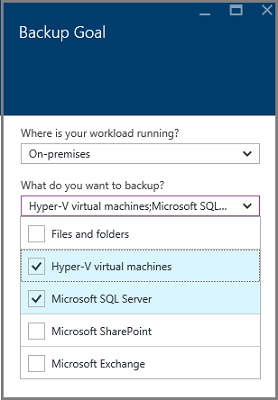 Backup Goal
Where is your workload running?
On-premises
What do you want to backup?
Hyper-V virtual machines;Microsoft SQL...
Files and folders
Hyper-V virtual machines
Microsoft SQL Server
Microsoft SharePoint
Microsoft Exchange